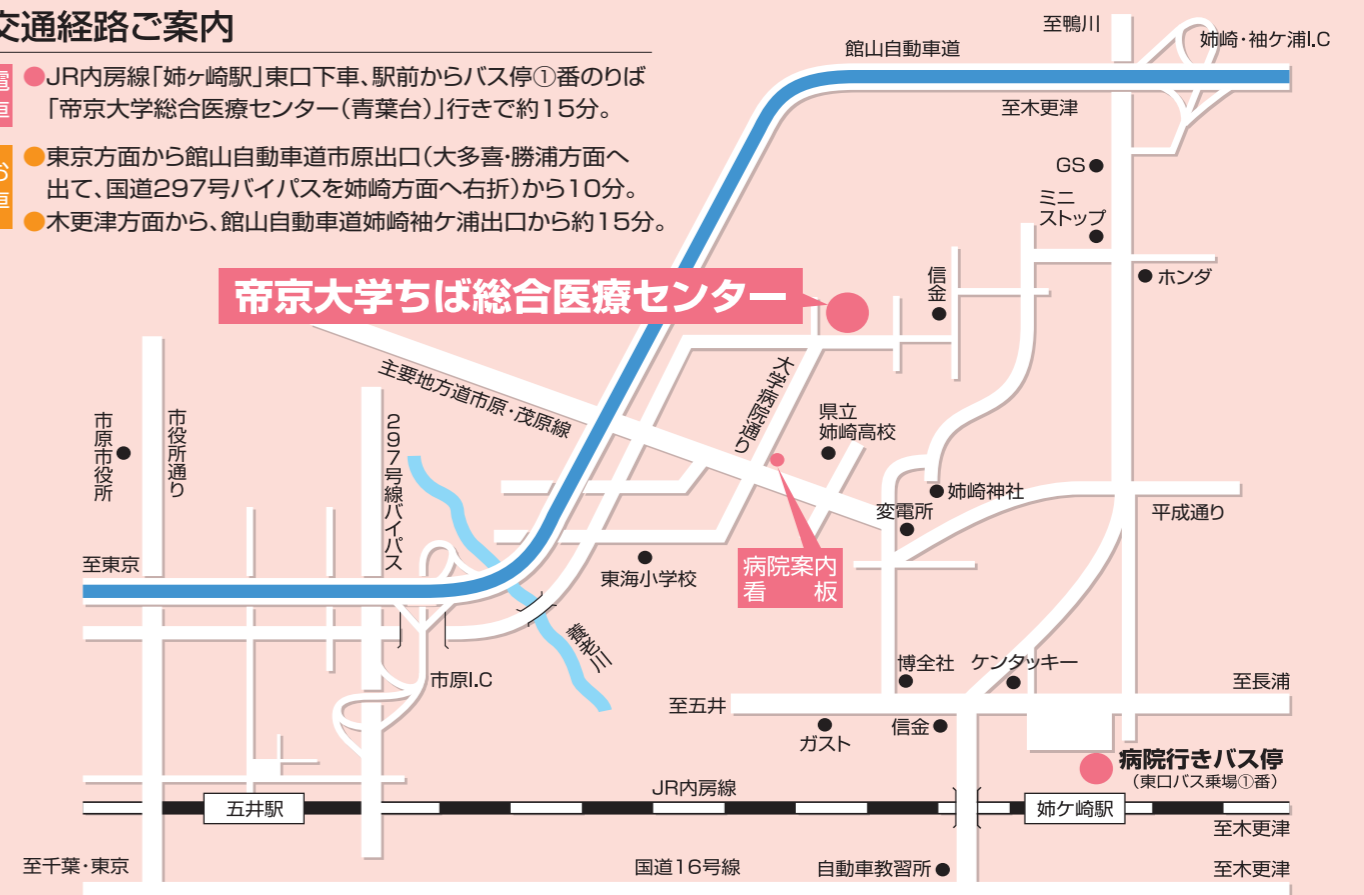 交通経路ご案内
電車
●JR内房線「姉ヶ崎駅」東口下車、駅前からバス停①番のりば
「帝京大学総合医療センター(青葉台)」行きで約15分。
お車
●東京方面から館山自動車道市原出口(大多喜・勝浦方面へ
出て、国道297号バイパスを姉崎方面へ右折)から10分。
●木更津方面から、館山自動車道姉崎袖ケ浦出口から約15分。
至鴨川
館山自動車道
姉崎・袖ケ浦I.C
至木更津
GS
ミニ
ストップ
ホンダ
信金
帝京大学ちば総合医療センター
主要地方道市原・茂原線
大学病院通り
県立
姉崎高校
市原市役所
市役所通り
297号線バイパス
姉崎神社
変電所
平成通り
至東京
東海小学校
病院案内
看板
養老川
市原I.C
博全社
ケンタッキー
至五井
至長浦
ガスト
信金
病院行きバス停
(東口バス乗場①番)
JR内房線
五井駅
姉ケ崎駅
至木更津
至千葉・東京
国道16号線
自動車教習所
至木更津